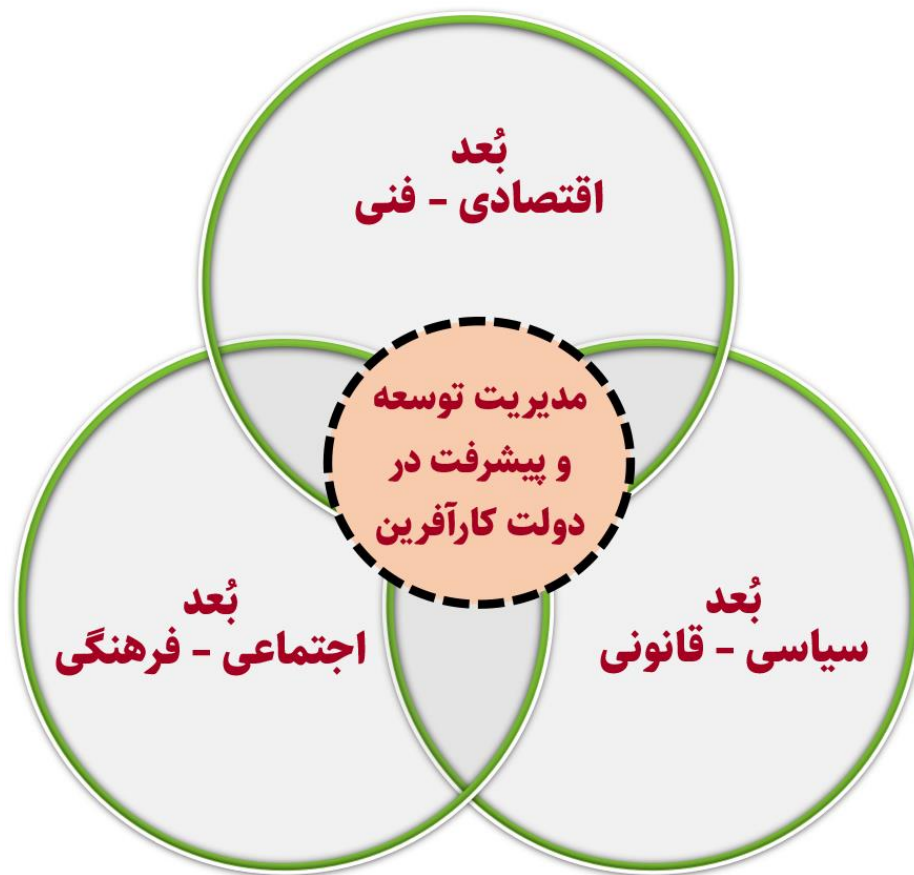 بُعد
اقتصادی - فنی
مدیریت توسعه
و پیشرفت در
دولت کارآفرین
بُعد
سیاسی - قانونی
بُعد
اجتماعی - فرهنگی